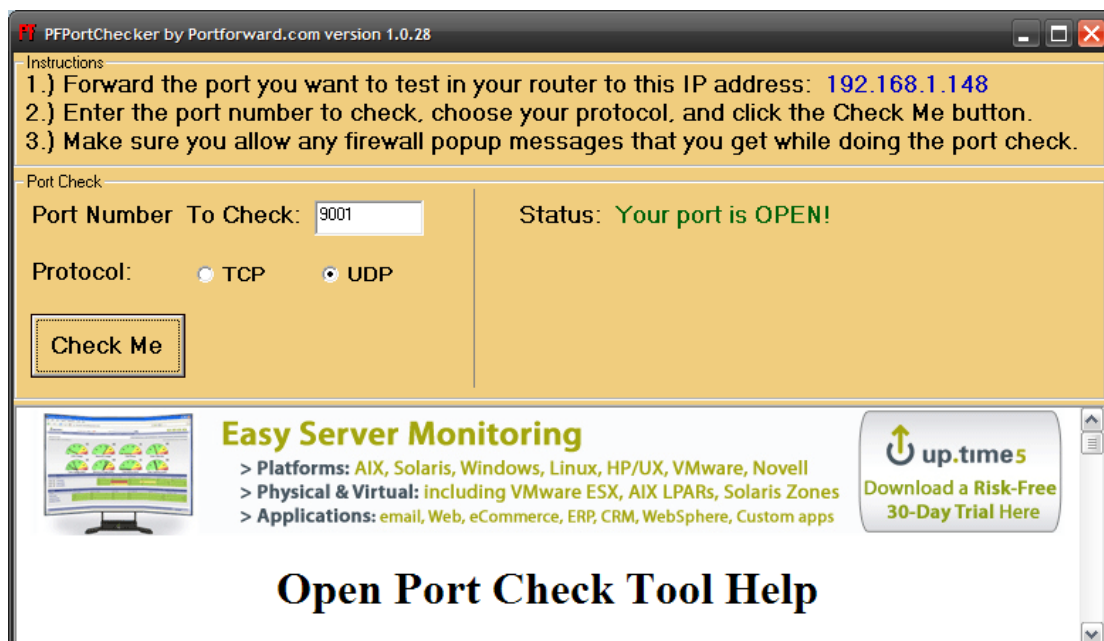 PFPortChecker by Portforward.com version 1.0.28
Instructions
1.) Forward the port you want to test in your router to this IP address: 192.168.1.148
2.) Enter the port number to check, choose your protocol, and click the Check Me button.
3.) Make sure you allow any firewall popup messages that you get while doing the port check.
Port Check
Port Number To Check: 9001
Status: Your port is OPEN!
Protocol: TCP UDP
Check Me
Easy Server Monitoring
> Platforms: AIX, Solaris, Windows, Linux, HP/UX, VMware, Novell
> Physical & Virtual: including VMware ESX, AIX LPARs, Solaris Zones
> Applications: email, Web, eCommerce, ERP, CRM, WebSphere, Custom apps
up.time5
Download a Risk-Free
30-Day Trial Here
Open Port Check Tool Help